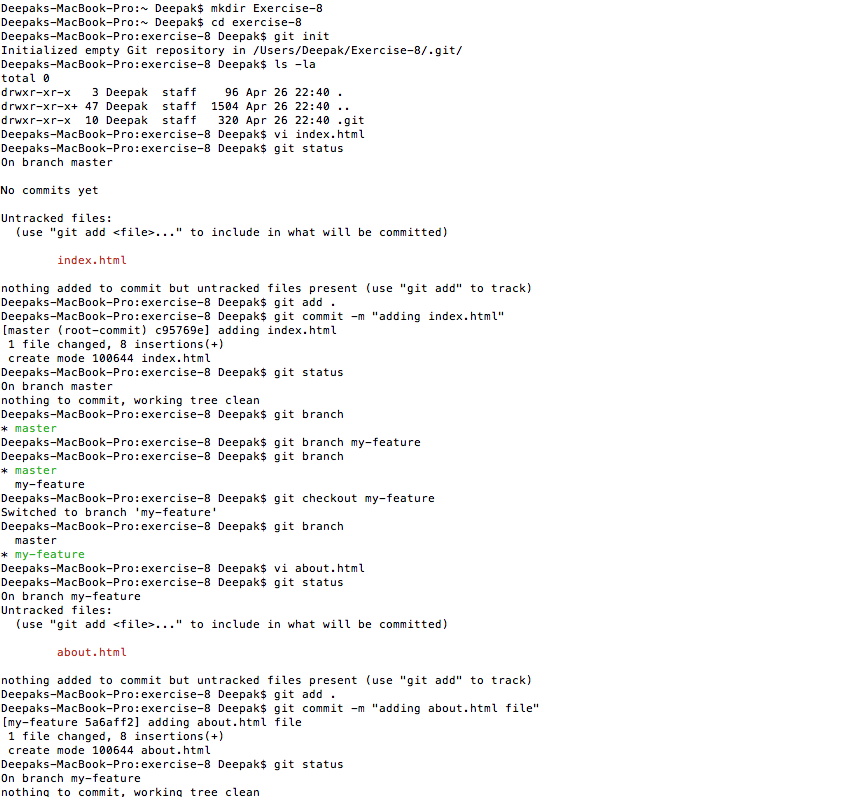 Deepaks-MacBook-Pro:~ Deepak$ mkdir Exercise-8
Deepaks-MacBook-Pro:~ Deepak$ cd exercise-8
Deepaks-MacBook-Pro:exercise-8 Deepak$ git init
Initialized empty Git repository in /Users/Deepak/Exercise-8/.git/
Deepaks-MacBook-Pro:exercise-8 Deepak$ ls -la
total 0
drwxr-xr-x   3 Deepak  staff    96 Apr 26 22:40 .
drwxr-xr-x+ 47 Deepak  staff  1504 Apr 26 22:40 ..
drwxr-xr-x  10 Deepak  staff   320 Apr 26 22:40 .git
Deepaks-MacBook-Pro:exercise-8 Deepak$ vi index.html
Deepaks-MacBook-Pro:exercise-8 Deepak$ git status
On branch master

No commits yet

Untracked files:
  (use "git add <file>..." to include in what will be committed)

        index.html

nothing added to commit but untracked files present (use "git add" to track)
Deepaks-MacBook-Pro:exercise-8 Deepak$ git add .
Deepaks-MacBook-Pro:exercise-8 Deepak$ git commit -m "adding index.html"
[master (root-commit) c95769e] adding index.html
 1 file changed, 8 insertions(+)
 create mode 100644 index.html
Deepaks-MacBook-Pro:exercise-8 Deepak$ git status
On branch master
nothing to commit, working tree clean
Deepaks-MacBook-Pro:exercise-8 Deepak$ git branch
* master
Deepaks-MacBook-Pro:exercise-8 Deepak$ git branch my-feature
Deepaks-MacBook-Pro:exercise-8 Deepak$ git branch
* master
  my-feature
Deepaks-MacBook-Pro:exercise-8 Deepak$ git checkout my-feature
Switched to branch 'my-feature'
Deepaks-MacBook-Pro:exercise-8 Deepak$ git branch
  master
* my-feature
Deepaks-MacBook-Pro:exercise-8 Deepak$ vi about.html
Deepaks-MacBook-Pro:exercise-8 Deepak$ git status
On branch my-feature
Untracked files:
  (use "git add <file>..." to include in what will be committed)

        about.html

nothing added to commit but untracked files present (use "git add" to track)
Deepaks-MacBook-Pro:exercise-8 Deepak$ git add .
Deepaks-MacBook-Pro:exercise-8 Deepak$ git commit -m "adding about.html file"
[my-feature 5a6aff2] adding about.html file
 1 file changed, 8 insertions(+)
 create mode 100644 about.html
Deepaks-MacBook-Pro:exercise-8 Deepak$ git status
On branch my-feature
nothing to commit, working tree clean